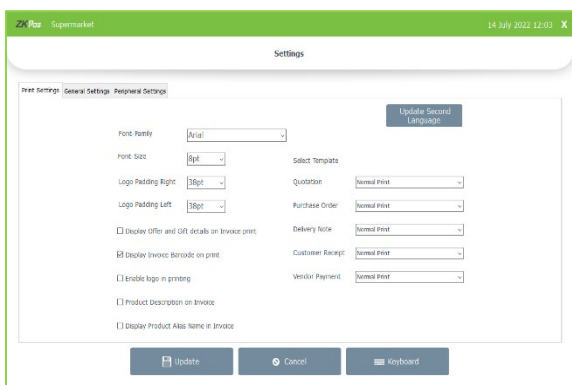 ZKPos Supermarket 14 July 2022 12:03 X
Settings
Print Settings General Settings Peripheral Settings
Update Second
Language
Font Family Arial
Font Size 8pt Select Template
Logo Padding Right 38pt Quotation Normal Print
Logo Padding Left 38pt Purchase Order Normal Print
Display Offer and Gift details on Invoice print Delivery Note Normal Print
Display Invoice Barcode on print Customer Receipt Normal Print
Enable logo in printing Vendor Payment Normal Print
Product Description on Invoice
Display Product Alias Name in Invoice
Update Cancel Keyboard